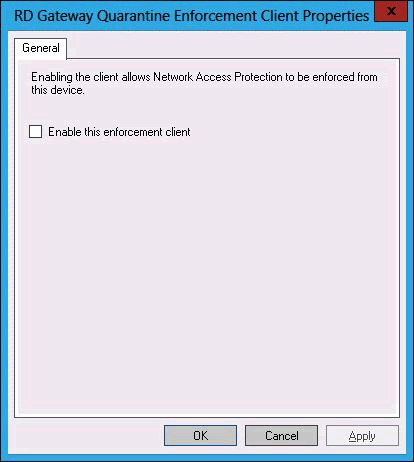 RD Gateway Quarantine Enforcement Client Properties
x
General
Enabling the client allows Network Access Protection to be enforced from
this device.
Enable this enforcement client
OK
Cancel
Apply